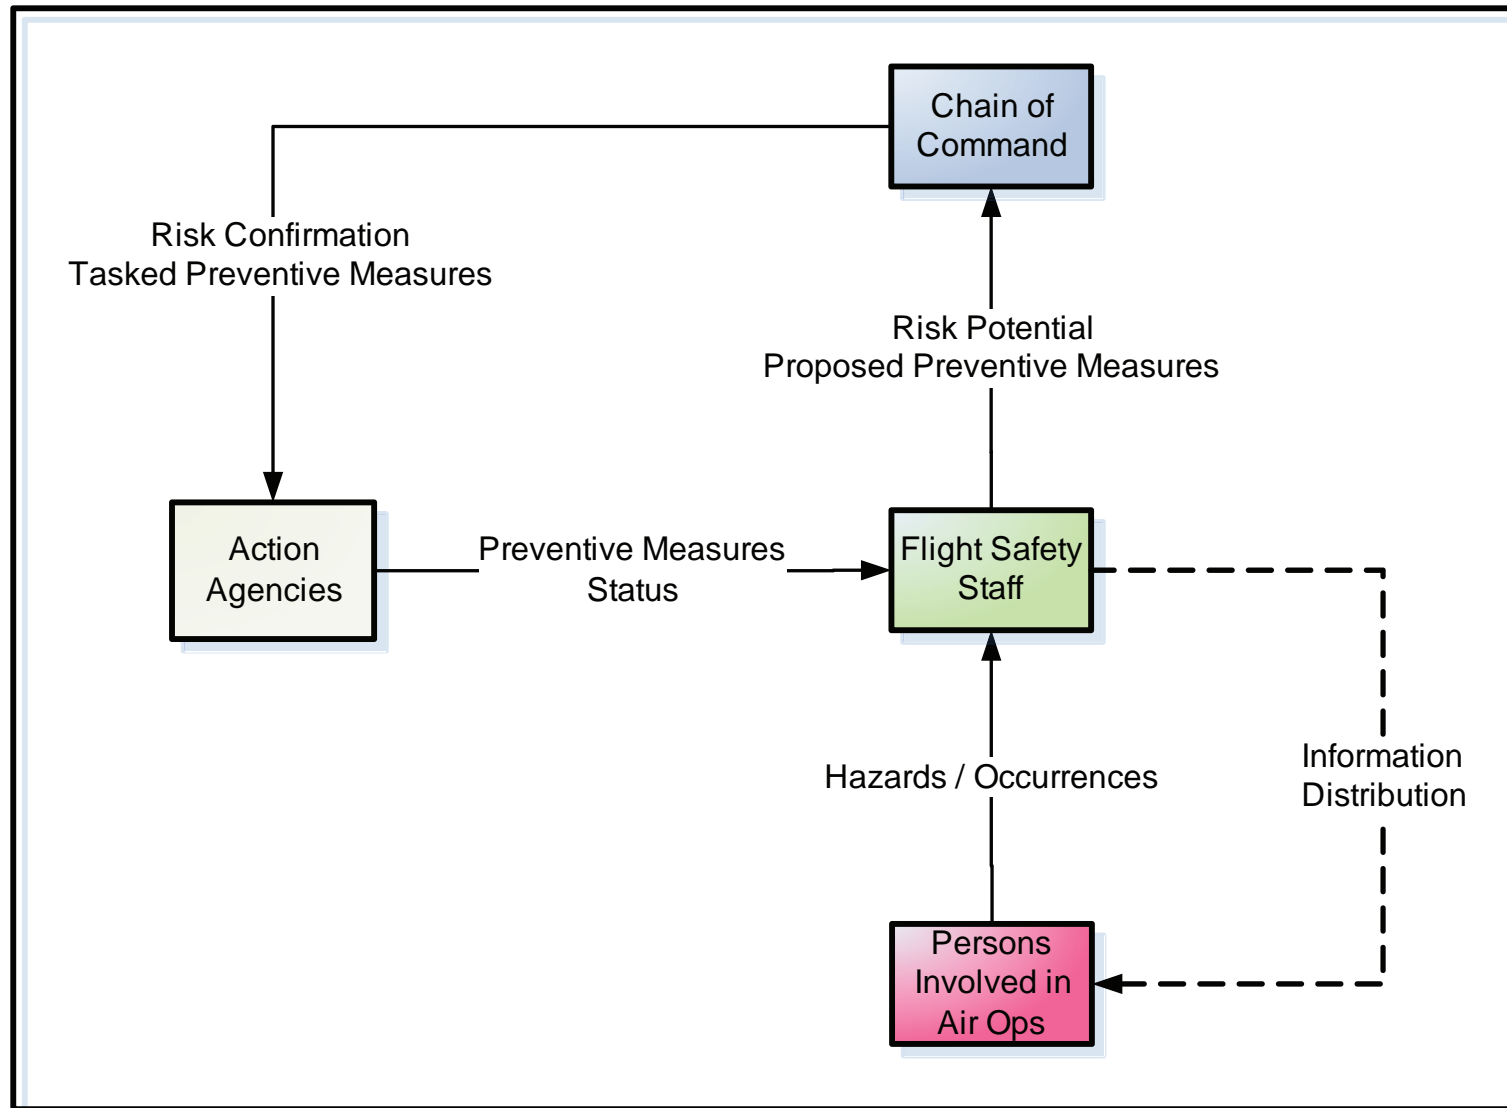 Chain of
Command
Risk Confirmation
Tasked Preventive Measures
Risk Potential
Proposed Preventive Measures
Action
Agencies
Preventive Measures
Status
Flight Safety
Staff
Hazards / Occurrences
Information
Distribution
Persons
Involved in
Air Ops